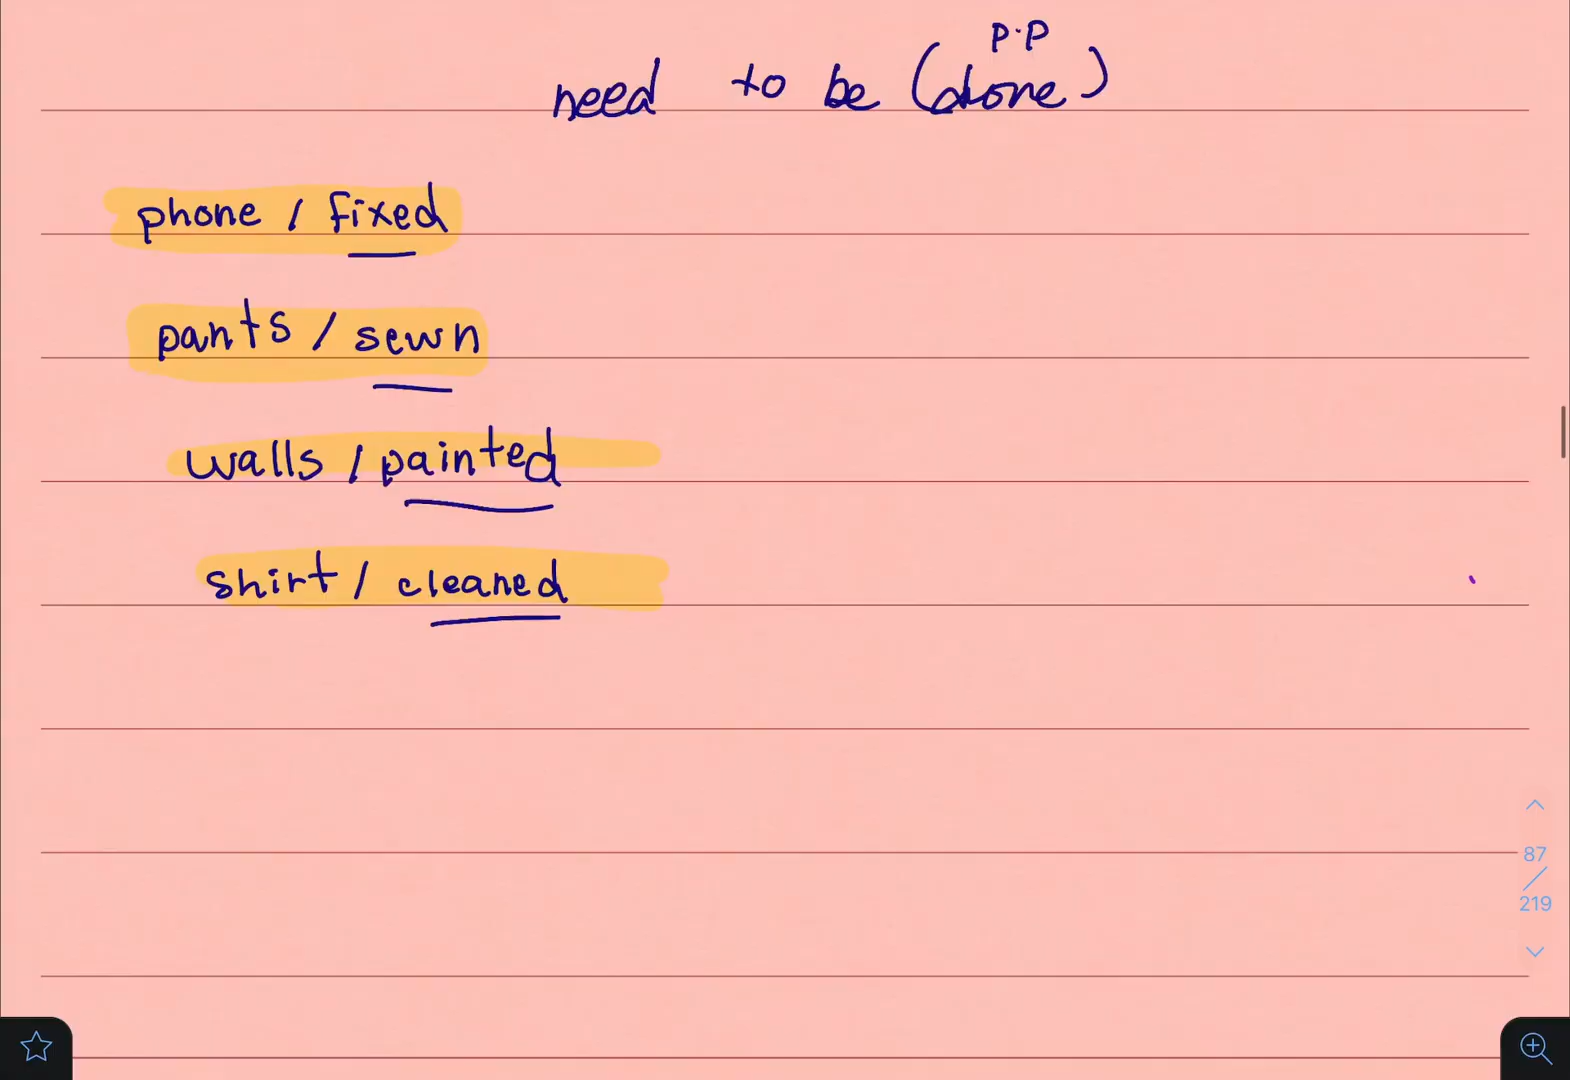 P.P
need to be (done)
phone / fixed
pants / sewn
walls / painted
shirt / cleaned
87
219